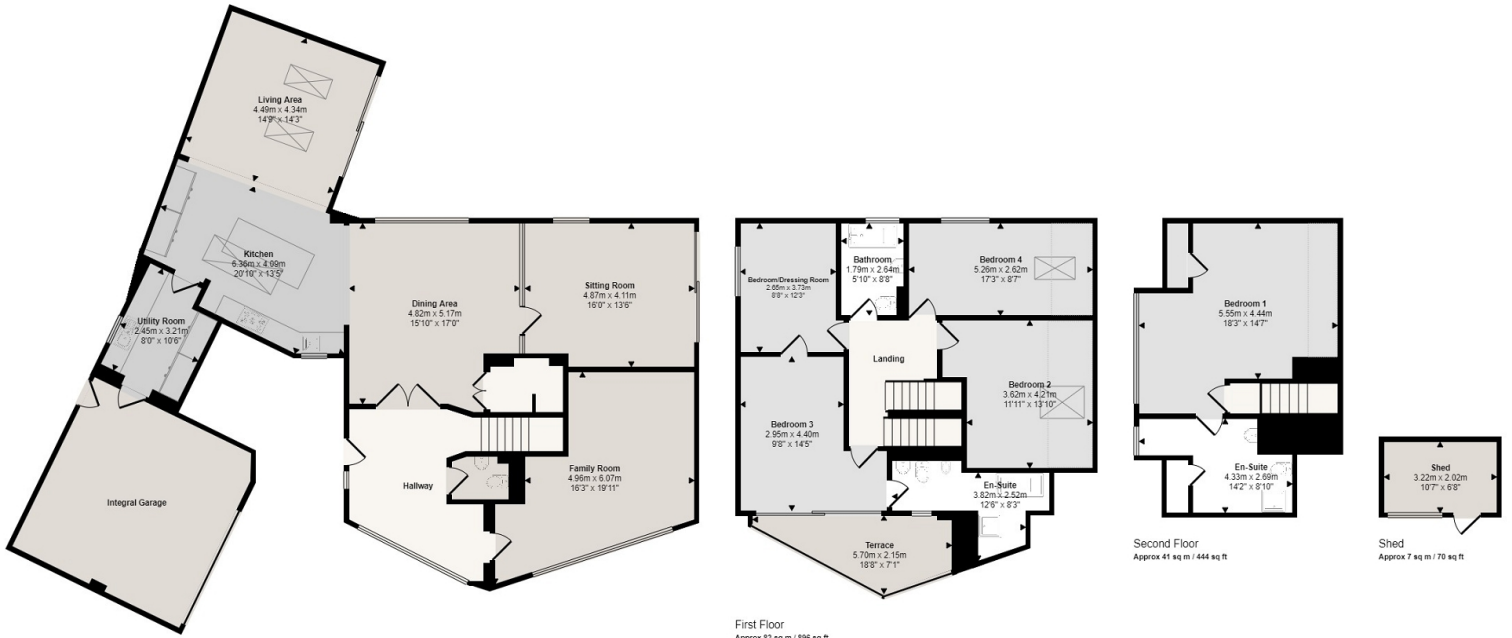 Living Area
4.49m x 4.34m
14'9" x 14'3"
Kitchen
6.36m x 4.09m
20'10" x 13'5"
Utility Room
2.45m x 3.21m
8'0" x 10'6"
Integral Garage
Dining Area
4.82m x 5.17m
15'10" x 17'0"
Sitting Room
4.87m x 4.11m
16'0" x 13'6"
Hallway
Family Room
4.96m x 6.07m
16'3" x 19'11"
Bedroom/Dressing Room
2.65m x 3.73m
8'8" x 12'3"
Bathroom
1.79m x 2.64m
5'10" x 8'8"
Bedroom 4
5.26m x 2.62m
17'3" x 8'7"
Landing
Bedroom 2
3.62m x 4.21m
11'11" x 13'10"
Bedroom 3
2.95m x 4.40m
9'8" x 14'5"
En-Suite
3.82m x 2.52m
12'6" x 8'3"
Terrace
5.70m x 2.15m
18'8" x 7'1"
First Floor
Approx 83 sq m / 896 sq ft
Bedroom 1
5.55m x 4.44m
18'3" x 14'7"
En-Suite
4.33m x 2.69m
14'2" x 8'10"
Second Floor
Approx 41 sq m / 444 sq ft
Shed
3.22m x 2.02m
10'7" x 6'8"
Shed
Approx 7 sq m / 70 sq ft